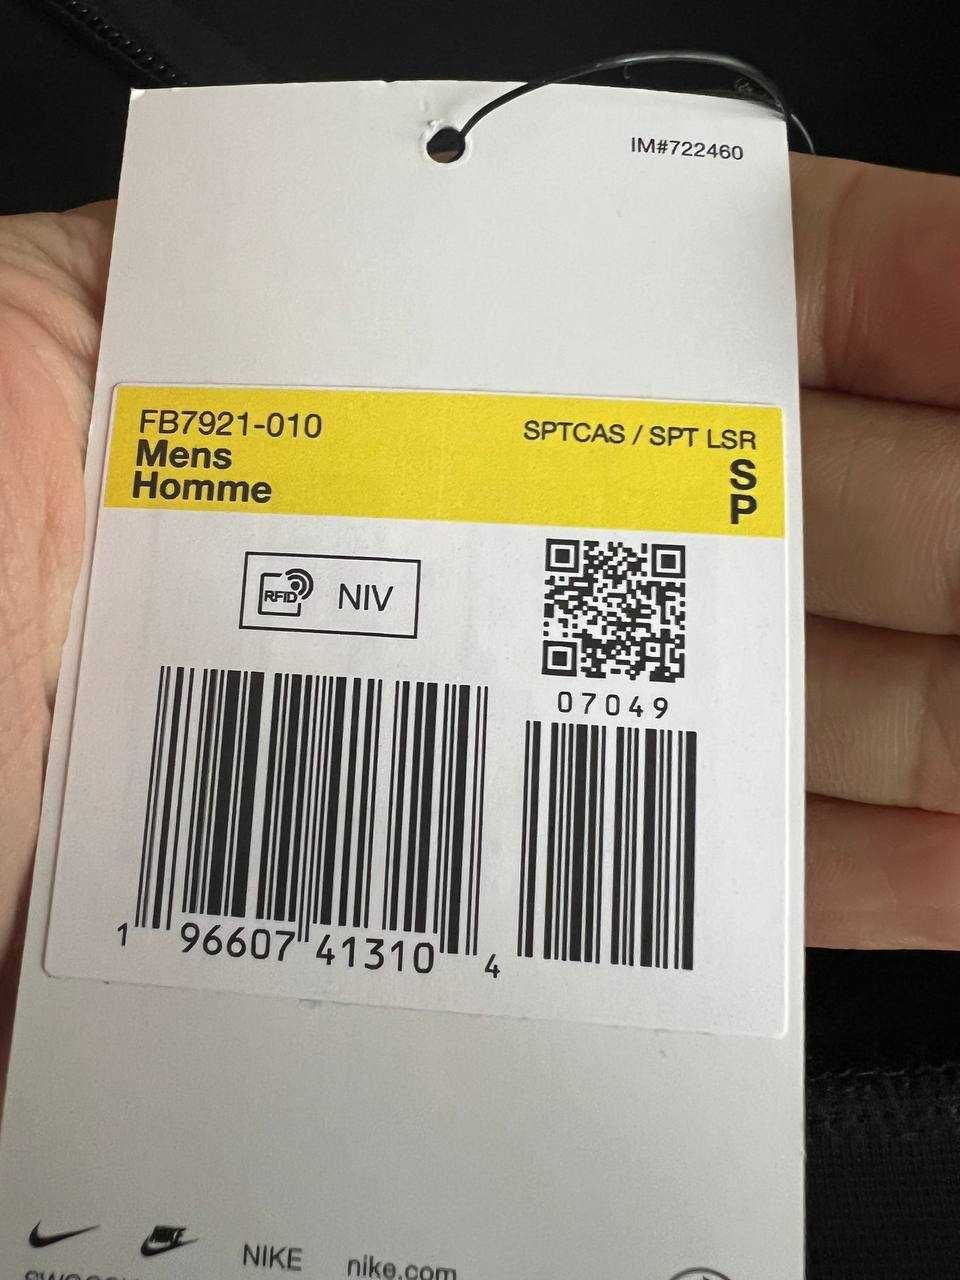 IM#722460
FB7921-010
SPTCAS / SPT LSR
Mens
S
Homme
P
RFID NIV
07049
1 96607 41310 4
NIKE
NIKE nike.com